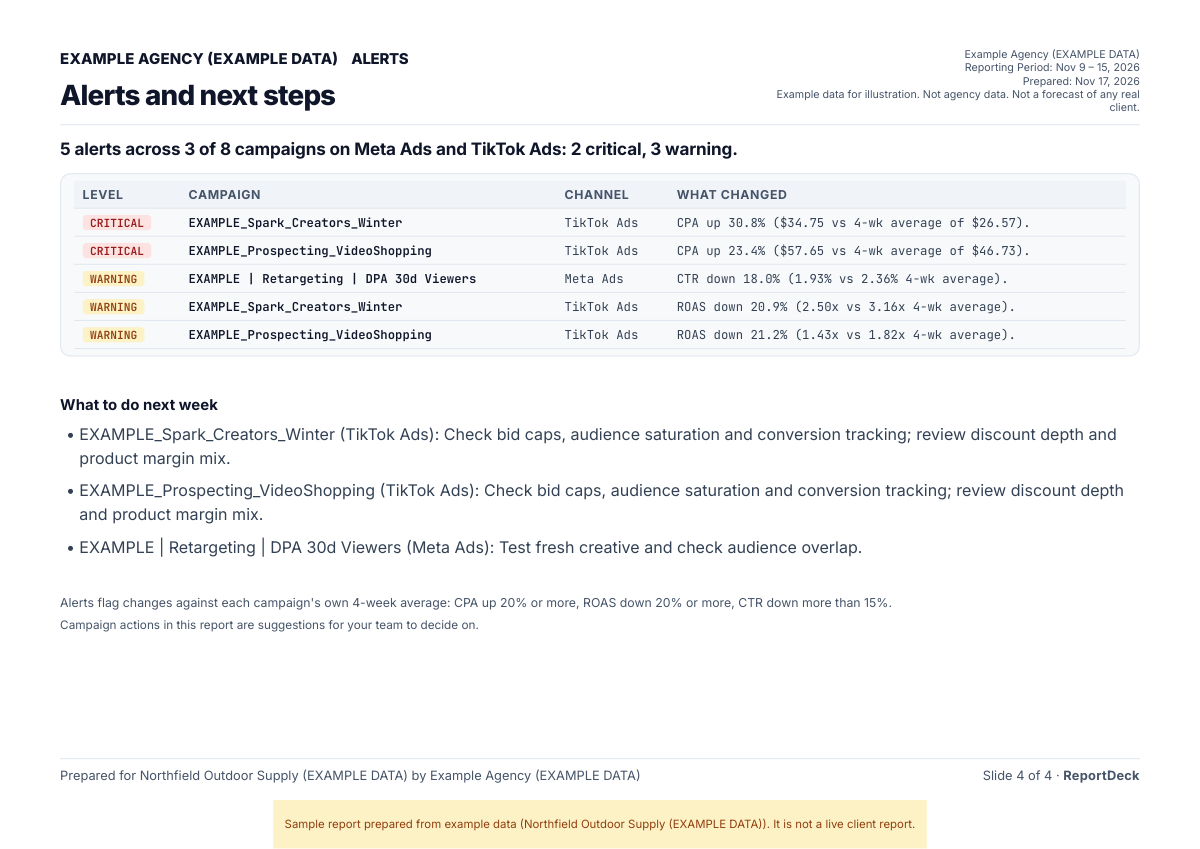 EXAMPLE AGENCY (EXAMPLE DATA) ALERTS
Alerts and next steps
Example Agency (EXAMPLE DATA)
Reporting Period: Nov 9 – 15, 2026
Prepared: Nov 17, 2026
Example data for illustration. Not agency data. Not a forecast of any real
client.
5 alerts across 3 of 8 campaigns on Meta Ads and TikTok Ads: 2 critical, 3 warning.
LEVEL CAMPAIGN CHANNEL WHAT CHANGED
CRITICAL EXAMPLE_Spark_Creators_Winter TikTok Ads CPA up 30.8% ($34.75 vs 4-wk average of $26.57).
CRITICAL EXAMPLE_Prospecting_VideoShopping TikTok Ads CPA up 23.4% ($57.65 vs 4-wk average of $46.73).
WARNING EXAMPLE | Retargeting | DPA 30d Viewers Meta Ads CTR down 18.0% (1.93% vs 2.36% 4-wk average).
WARNING EXAMPLE_Spark_Creators_Winter TikTok Ads ROAS down 20.9% (2.50x vs 3.16x 4-wk average).
WARNING EXAMPLE_Prospecting_VideoShopping TikTok Ads ROAS down 21.2% (1.43x vs 1.82x 4-wk average).
What to do next week
• EXAMPLE_Spark_Creators_Winter (TikTok Ads): Check bid caps, audience saturation and conversion tracking; review discount depth and
product margin mix.
• EXAMPLE_Prospecting_VideoShopping (TikTok Ads): Check bid caps, audience saturation and conversion tracking; review discount depth
and product margin mix.
• EXAMPLE | Retargeting | DPA 30d Viewers (Meta Ads): Test fresh creative and check audience overlap.
Alerts flag changes against each campaign's own 4-week average: CPA up 20% or more, ROAS down 20% or more, CTR down more than 15%.
Campaign actions in this report are suggestions for your team to decide on.
Prepared for Northfield Outdoor Supply (EXAMPLE DATA) by Example Agency (EXAMPLE DATA)
Slide 4 of 4 · ReportDeck
Sample report prepared from example data (Northfield Outdoor Supply (EXAMPLE DATA)). It is not a live client report.